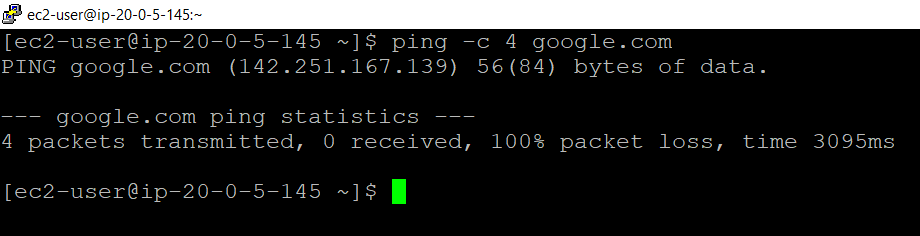 ec2-user@ip-20-0-5-145:~
[ec2-user@ip-20-0-5-145 ~]$ ping -c 4 google.com
PING google.com (142.251.167.139) 56(84) bytes of data.
--- google.com ping statistics ---
4 packets transmitted, 0 received, 100% packet loss, time 3095ms
[ec2-user@ip-20-0-5-145 ~]$